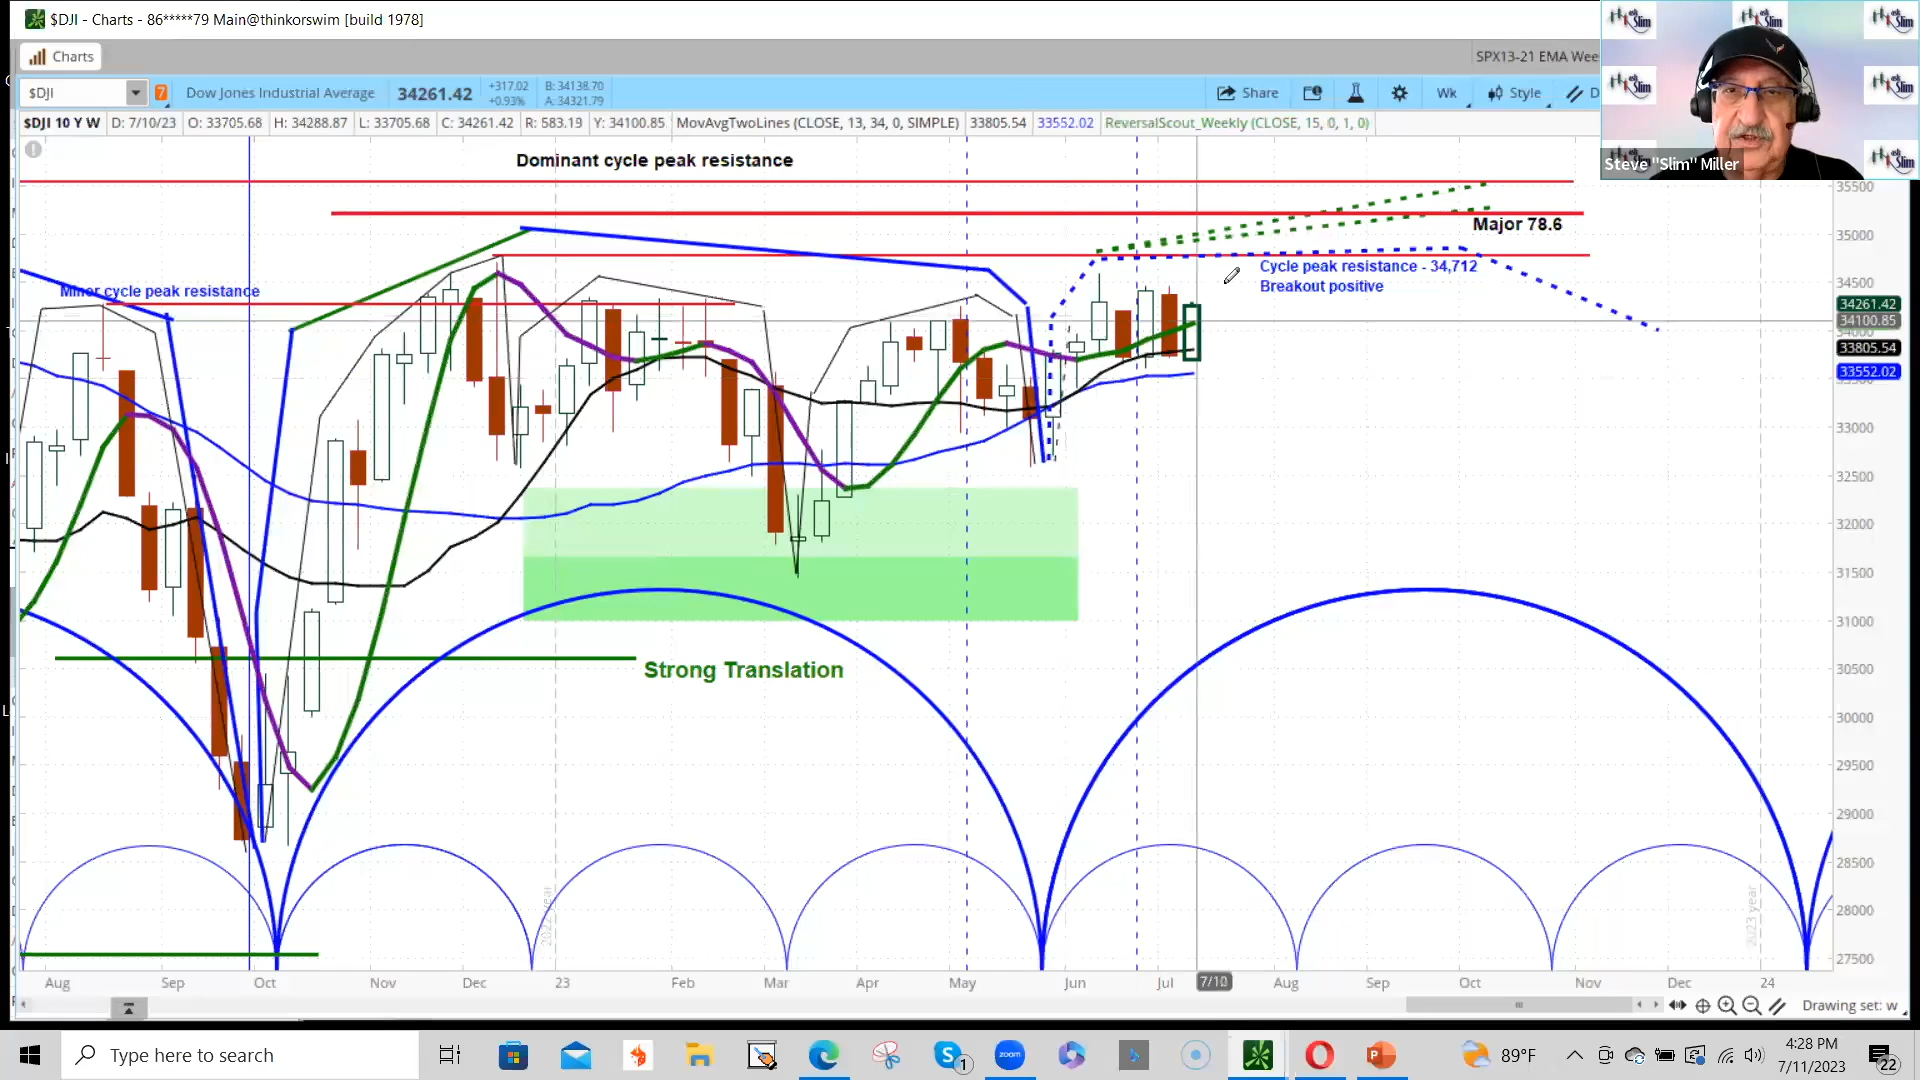 $DJI - Charts - 86*****79 Main@thinkorswim [build 1978]
Charts
SPX13-21 EMA Wee
$DJI
7
Dow Jones Industrial Average
34261.42
+317.02
+0.93%
B: 34138.70
A: 34321.79
Share
Wk
Style
D
$DJI 10 Y W
D: 7/10/23
O: 33705.68
H: 34288.87
L: 33705.68
C: 34261.42
R: 583.19
Y: 34100.85
MovAvgTwoLines (CLOSE, 13, 34, 0, SIMPLE)
33805.54
33552.02
ReversalScout_Weekly (CLOSE, 15, 0, 1, 0)
Steve "Slim" Miller
Dominant cycle peak resistance
Major 78.6
Cycle peak resistance - 34,712
Breakout positive
Minor cycle peak resistance
Strong Translation
35500
35000
34500
34261.42
34100.85
33805.54
33552.02
33000
32500
32000
31500
31000
30500
30000
29500
29000
28500
28000
27500
2022 year
2023 year
Aug
Sep
Oct
Nov
Dec
23
Feb
Mar
Apr
May
Jun
Jul
7/10
Aug
Sep
Oct
Nov
Dec
24
Drawing set: w
Type here to search
1
zoom
89°F
4:28 PM
7/11/2023
22